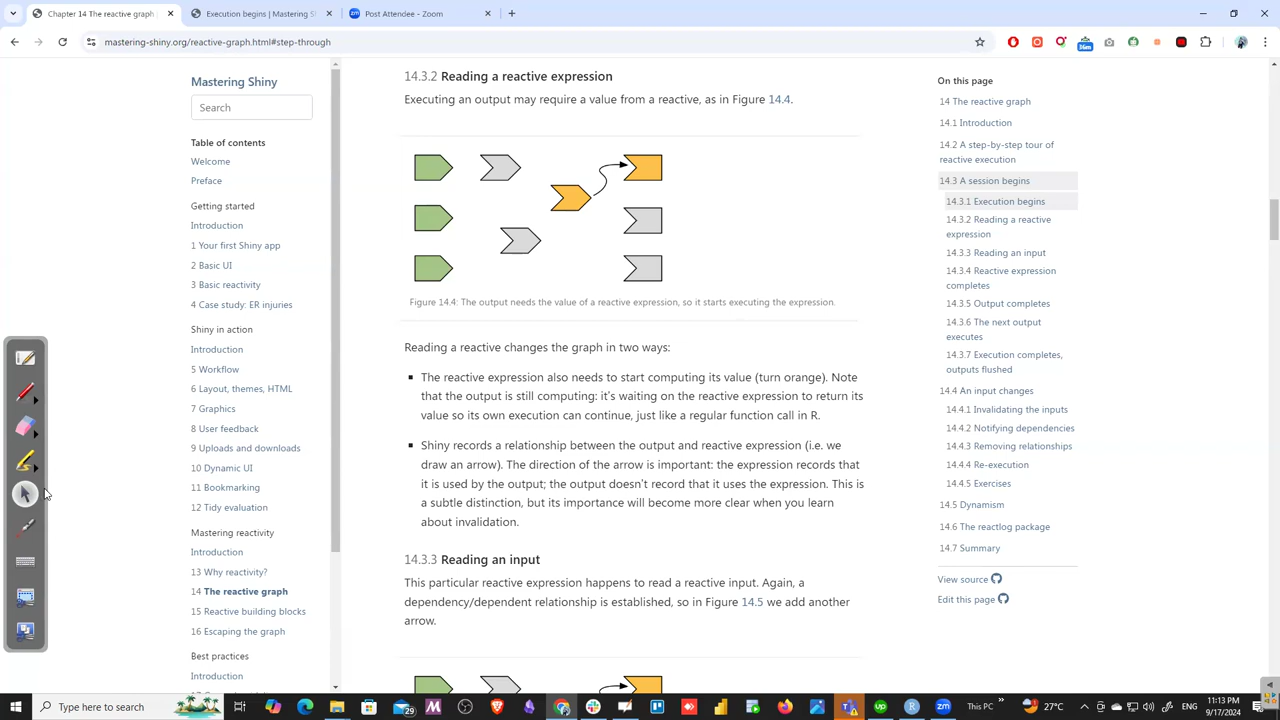 Chapter 14 The reactive graph
Execution begins | Mastering S
Post Attendee - Zoom
mastering-shiny.org/reactive-graph.html#step-through
Mastering Shiny
Search
Table of contents
Welcome
Preface
Getting started
Introduction
1 Your first Shiny app
2 Basic UI
3 Basic reactivity
4 Case study: ER injuries
Shiny in action
Introduction
5 Workflow
6 Layout, themes, HTML
7 Graphics
8 User feedback
9 Uploads and downloads
10 Dynamic UI
11 Bookmarking
12 Tidy evaluation
Mastering reactivity
Introduction
13 Why reactivity?
14 The reactive graph
15 Reactive building blocks
16 Escaping the graph
Best practices
Introduction
14.3.2 Reading a reactive expression
Executing an output may require a value from a reactive, as in Figure 14.4.
Figure 14.4: The output needs the value of a reactive expression, so it starts executing the expression.
Reading a reactive changes the graph in two ways:
The reactive expression also needs to start computing its value (turn orange). Note
that the output is still computing: it's waiting on the reactive expression to return its
value so its own execution can continue, just like a regular function call in R.
Shiny records a relationship between the output and reactive expression (i.e. we
draw an arrow). The direction of the arrow is important: the expression records that
it is used by the output; the output doesn't record that it uses the expression. This is
a subtle distinction, but its importance will become more clear when you learn
about invalidation.
14.3.3 Reading an input
This particular reactive expression happens to read a reactive input. Again, a
dependency/dependent relationship is established, so in Figure 14.5 we add another
arrow.
On this page
14 The reactive graph
14.1 Introduction
14.2 A step-by-step tour of
reactive execution
14.3 A session begins
14.3.1 Execution begins
14.3.2 Reading a reactive
expression
14.3.3 Reading an input
14.3.4 Reactive expression
completes
14.3.5 Output completes
14.3.6 The next output
executes
14.3.7 Execution completes,
outputs flushed
14.4 An input changes
14.4.1 Invalidating the inputs
14.4.2 Notifying dependencies
14.4.3 Removing relationships
14.4.4 Re-execution
14.4.5 Exercises
14.5 Dynamism
14.6 The reactlog package
14.7 Summary
View source
Edit this page
Type here to search
29
This PC
27°C
11:13 PM
9/17/2024